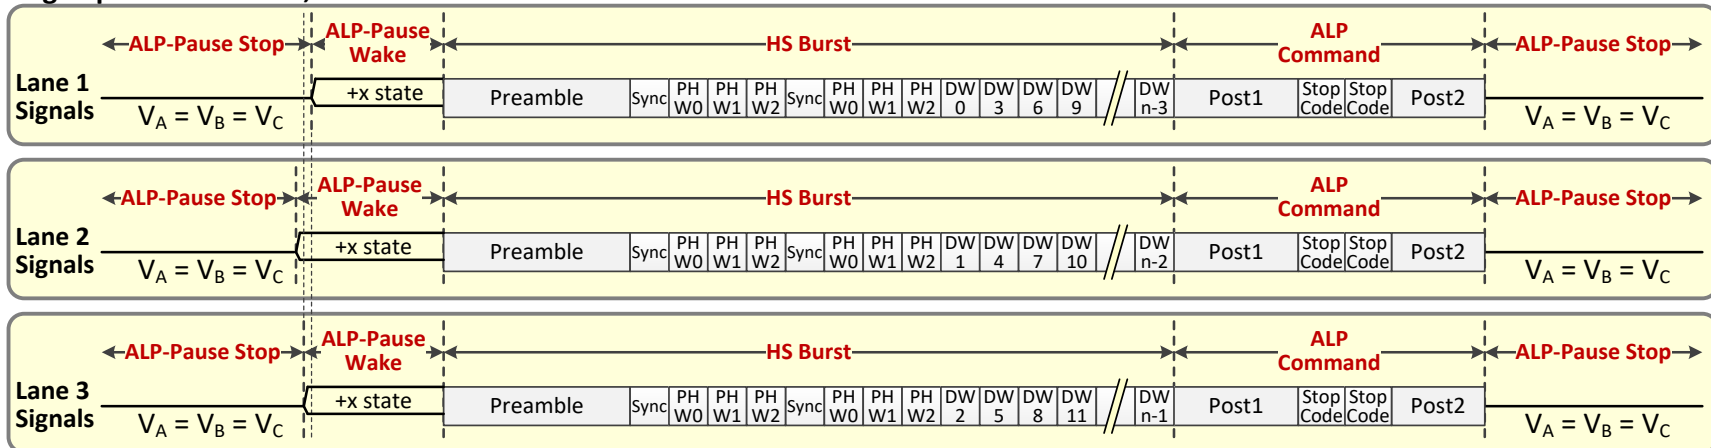 ALP-Pause Stop ALP-Pause Wake HS Burst ALP Command ALP-Pause Stop
Lane 1 Signals
+x state Preamble Sync PH W0 PH W1 PH W2 Sync PH W0 PH W1 PH W2 DW 0 DW 3 DW 6 DW 9 // DW n-3 Post1 Stop Code Stop Code Post2
VA = VB = VC VA = VB = VC
ALP-Pause Stop ALP-Pause Wake HS Burst ALP Command ALP-Pause Stop
Lane 2 Signals
+x state Preamble Sync PH W0 PH W1 PH W2 Sync PH W0 PH W1 PH W2 DW 1 DW 4 DW 7 DW 10 // DW n-2 Post1 Stop Code Stop Code Post2
VA = VB = VC VA = VB = VC
ALP-Pause Stop ALP-Pause Wake HS Burst ALP Command ALP-Pause Stop
Lane 3 Signals
+x state Preamble Sync PH W0 PH W1 PH W2 Sync PH W0 PH W1 PH W2 DW 2 DW 5 DW 8 DW 11 // DW n-1 Post1 Stop Code Stop Code Post2
VA = VB = VC VA = VB = VC